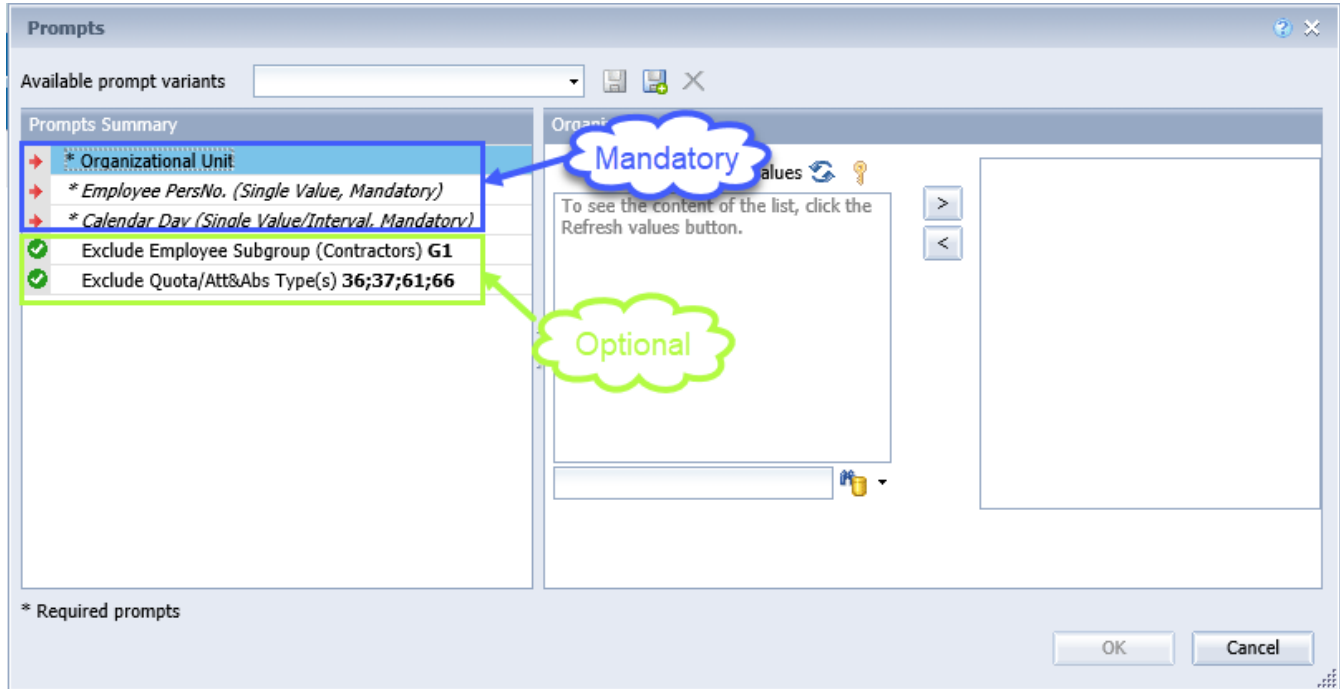 Prompts
Available prompt variants
Prompts Summary
* Organizational Unit
* Employee PersNo. (Single Value, Mandatory)
* Calendar Day (Single Value/Interval, Mandatory)
Exclude Employee Subgroup (Contractors) G1
Exclude Quota/Att&Abs Type(s) 36;37;61;66
Mandatory
Optional
To see the content of the list, click the
Refresh values button.
>
<
* Required prompts
OK
Cancel